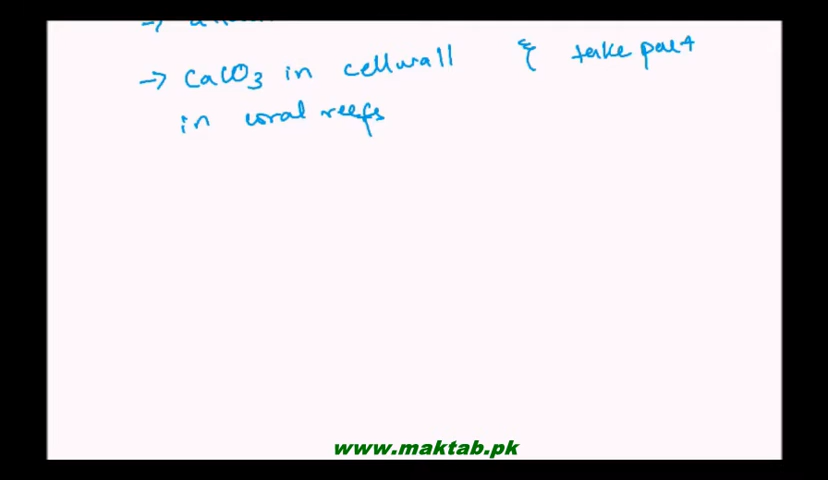 → CaCO3 in cellwall & take part
in coral reefs
www.maktab.pk